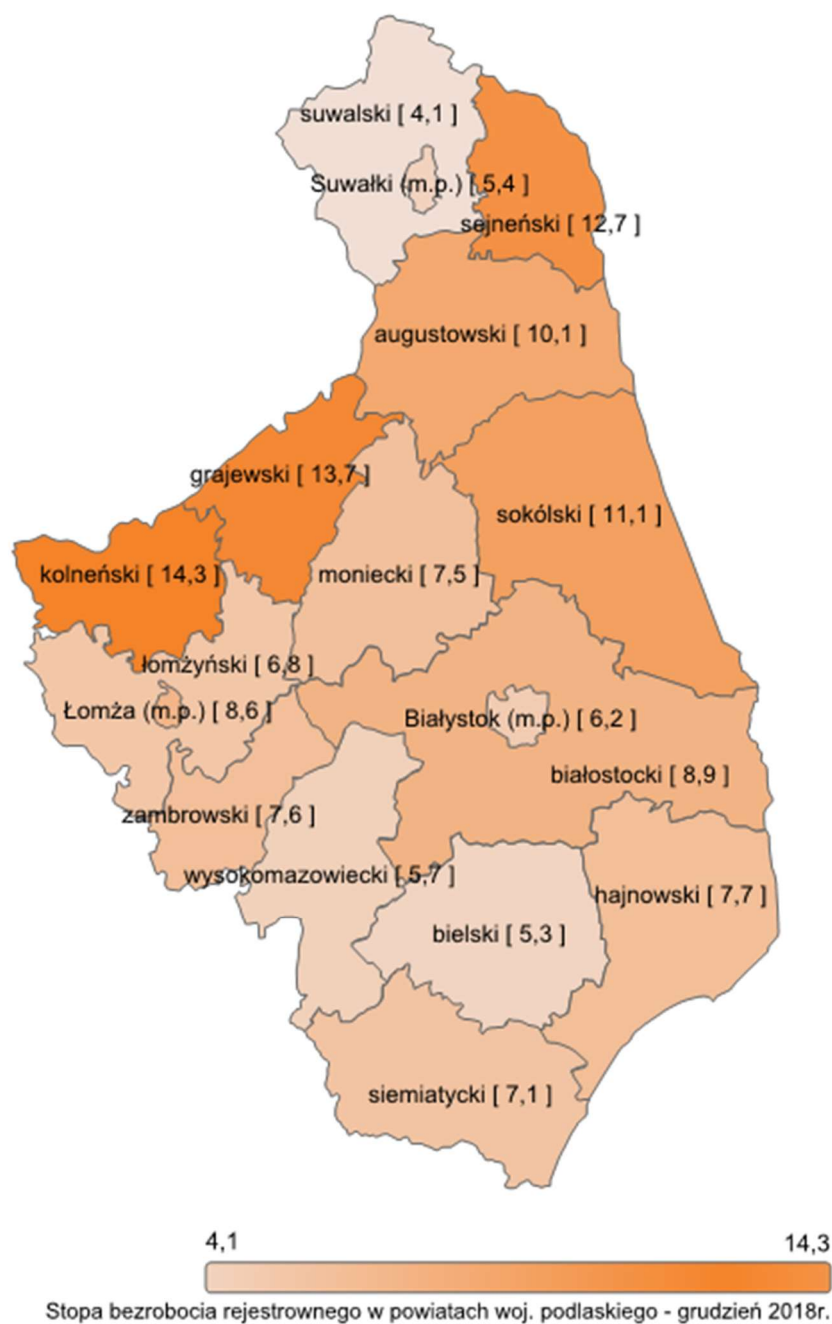 suwalski [ 4,1 ]
Suwałki (m.p.) [ 5,4 ]
sejneński [ 12,7 ]
augustowski [ 10,1 ]
grajewski [ 13,7 ]
sokólski [ 11,1 ]
kolneński [ 14,3 ]
moniecki [ 7,5 ]
łomżyński [ 6,8 ]
Łomża (m.p.) [ 8,6 ]
Białystok (m.p.) [ 6,2 ]
białostocki [ 8,9 ]
zambrowski [ 7,6 ]
wysokomazowiecki [ 5,7 ]
hajnowski [ 7,7 ]
bielski [ 5,3 ]
siemiatycki [ 7,1 ]
4,1
14,3
Stopa bezrobocia rejestrownego w powiatach woj. podlaskiego - grudzień 2018r.